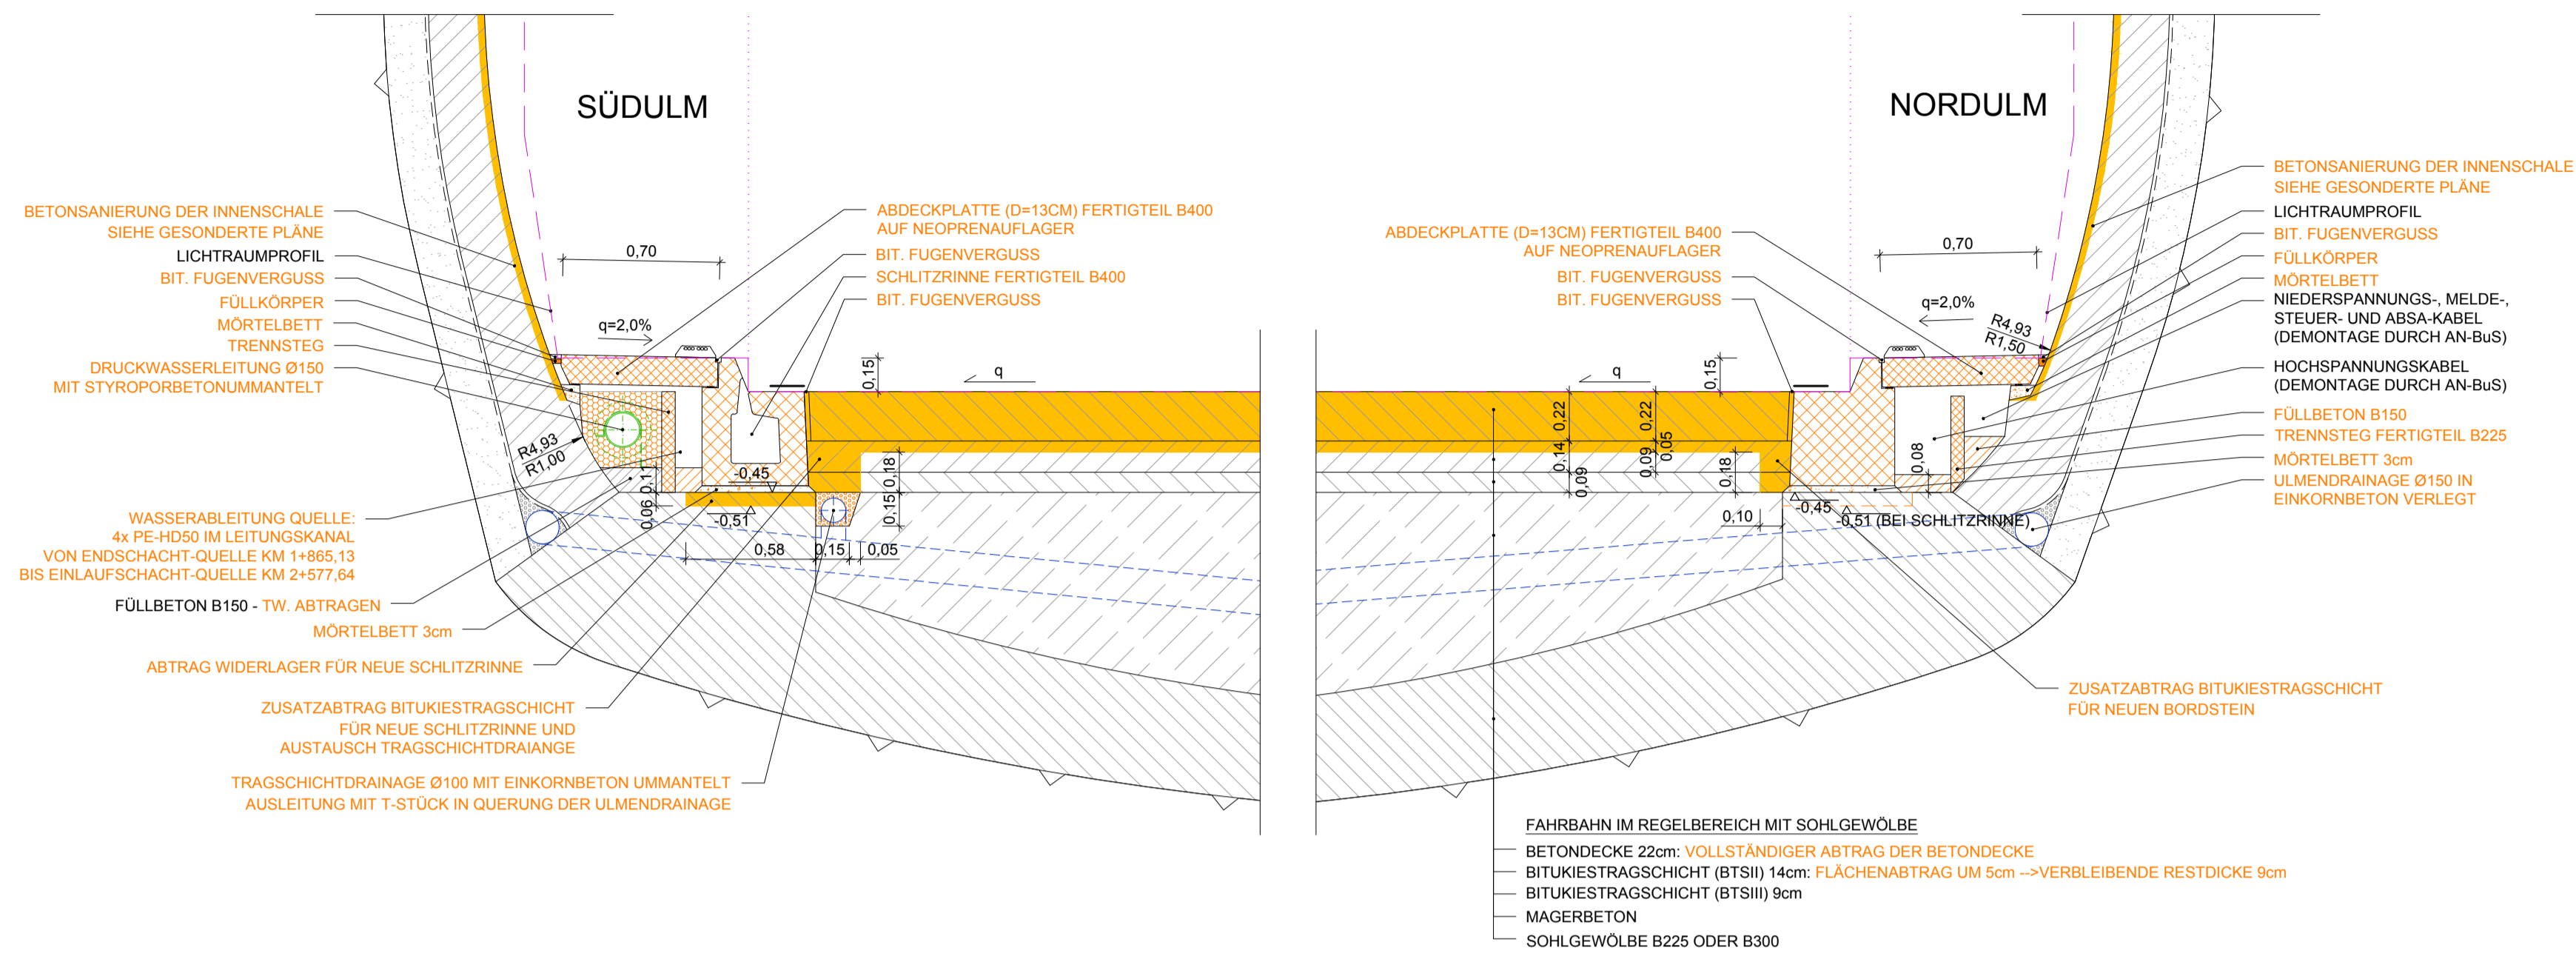 SÜDULM
NORDULM
BETONSANIERUNG DER INNENSCHALE
SIEHE GESONDERTE PLÄNE
LICHTRAUMPROFIL
BIT. FUGENVERGUSS
FÜLLKÖRPER
MÖRTELBETT
TRENNSTEG
DRUCKWASSERLEITUNG Ø150
MIT STYROPORBETONUMMANTELT
WASSERABLEITUNG QUELLE:
4x PE-HD50 IM LEITUNGSKANAL
VON ENDSCHACHT-QUELLE KM 1+865,13
BIS EINLAUFSCHACHT-QUELLE KM 2+577,64
FÜLLBETON B150 - TW. ABTRAGEN
MÖRTELBETT 3cm
ABTRAG WIDERLAGER FÜR NEUE SCHLITZRINNE
ZUSATZABTRAG BITUKIESTRAGSCHICHT
FÜR NEUE SCHLITZRINNE UND
AUSTAUSCH TRAGSCHICHTDRAIANGE
TRAGSCHICHTDRAINAGE Ø100 MIT EINKORNBETON UMMANTELT
AUSLEITUNG MIT T-STÜCK IN QUERUNG DER ULMENDRAINAGE
0,70
q=2,0%
R4,93
R1,00
0,06
-0,45
-0,51
0,58
0,15
0,05
0,15
0,18
0,15
q
ABDECKPLATTE (D=13CM) FERTIGTEIL B400
AUF NEOPRENAUFLAGER
BIT. FUGENVERGUSS
SCHLITZRINNE FERTIGTEIL B400
BIT. FUGENVERGUSS
ABDECKPLATTE (D=13CM) FERTIGTEIL B400
AUF NEOPRENAUFLAGER
BIT. FUGENVERGUSS
BIT. FUGENVERGUSS
q
0,15
0,22
0,14
0,09
0,22
0,05
0,09
0,18
0,10
-0,45
-0,51 (BEI SCHLITZRINNE)
0,08
0,70
q=2,0%
R4,93
R1,50
BETONSANIERUNG DER INNENSCHALE
SIEHE GESONDERTE PLÄNE
LICHTRAUMPROFIL
BIT. FUGENVERGUSS
FÜLLKÖRPER
MÖRTELBETT
NIEDERSPANNUNGS-, MELDE-,
STEUER- UND ABSA-KABEL
(DEMONTAGE DURCH AN-BuS)
HOCHSPANNUNGSKABEL
(DEMONTAGE DURCH AN-BuS)
FÜLLBETON B150
TRENNSTEG FERTIGTEIL B225
MÖRTELBETT 3cm
ULMENDRAINAGE Ø150 IN
EINKORNBETON VERLEGT
ZUSATZABTRAG BITUKIESTRAGSCHICHT
FÜR NEUEN BORDSTEIN
FAHRBAHN IM REGELBEREICH MIT SOHLGEWÖLBE
BETONDECKE 22cm: VOLLSTÄNDIGER ABTRAG DER BETONDECKE
BITUKIESTRAGSCHICHT (BTSII) 14cm: FLÄCHENABTRAG UM 5cm -->VERBLEIBENDE RESTDICKE 9cm
BITUKIESTRAGSCHICHT (BTSIII) 9cm
MAGERBETON
SOHLGEWÖLBE B225 ODER B300